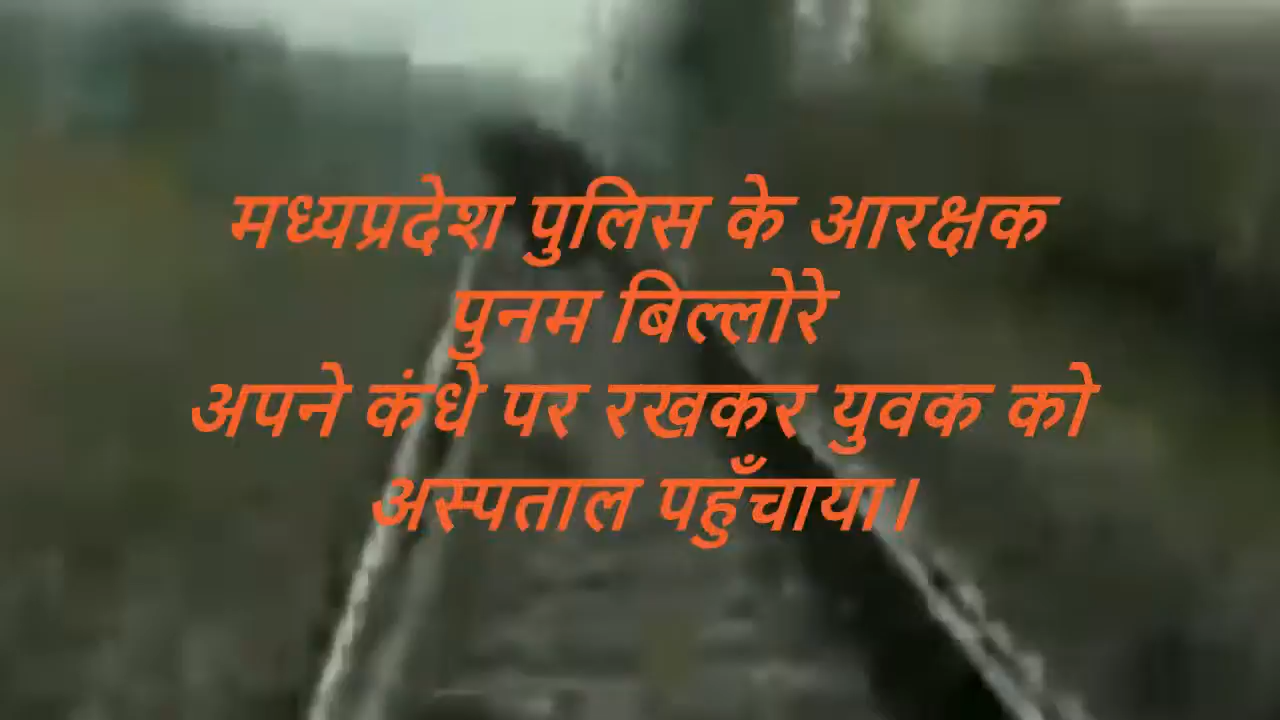 मध्यप्रदेश पुलिस के आरक्षक
पुनम बिल्लोरे
अपने कंधे पर रखकर युवक को
अस्पताल पहुँचाया।